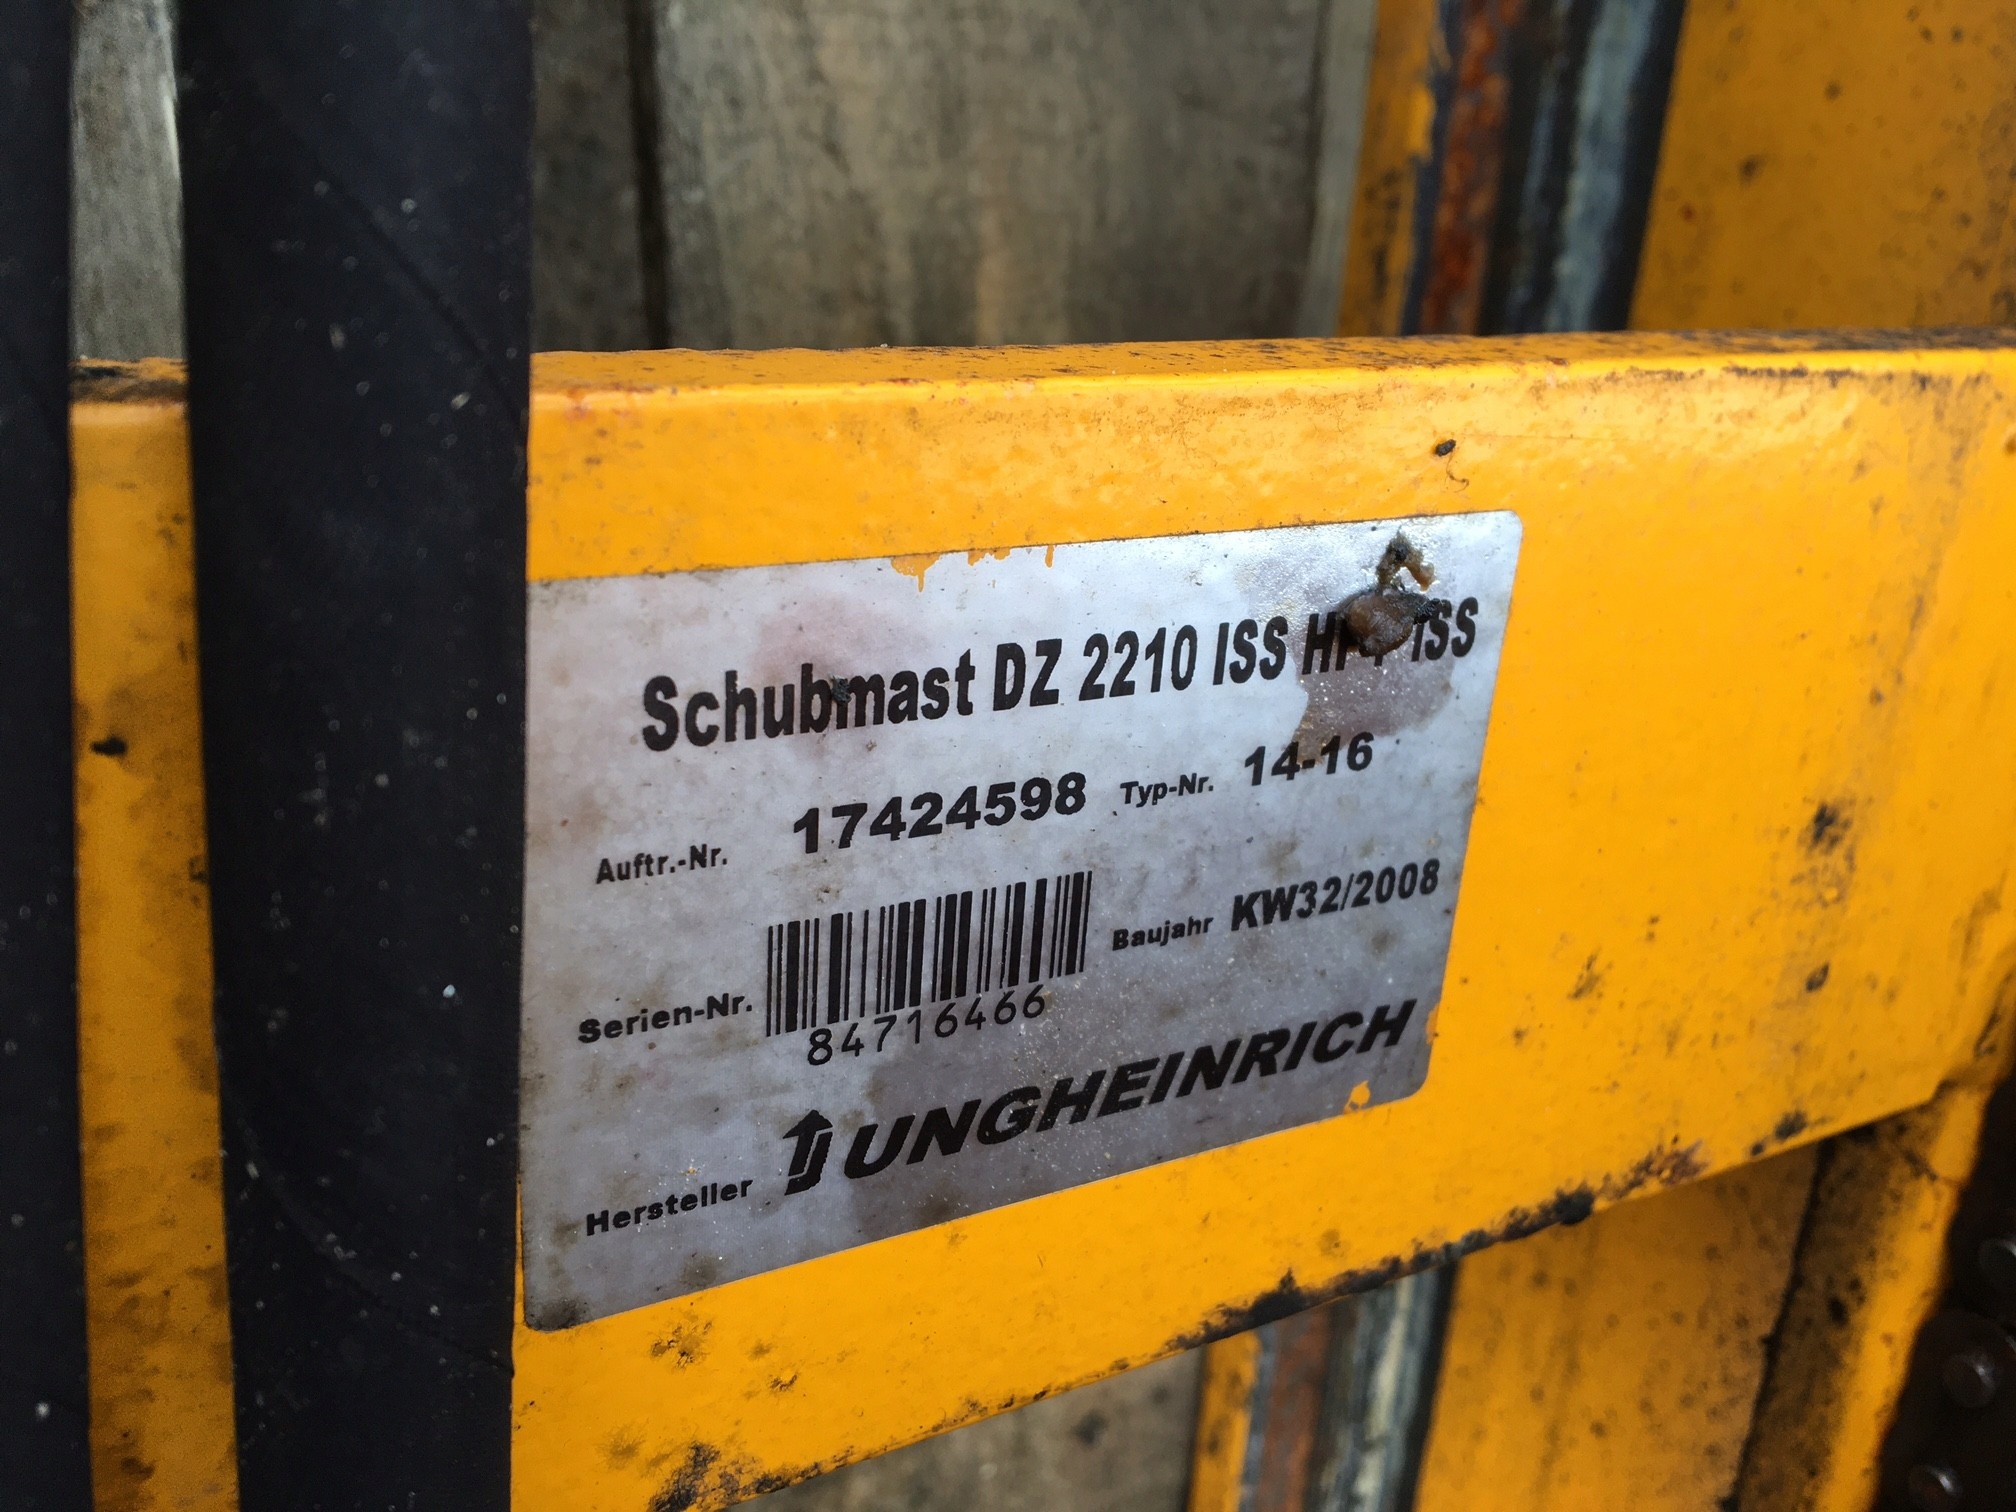 Schubmast DZ 2210 ISS ISS
Auftr.-Nr. 17424598 Typ-Nr. 14-16
Serien-Nr. Baujahr KW32/2008
84716466
Hersteller JUNGHEINRICH